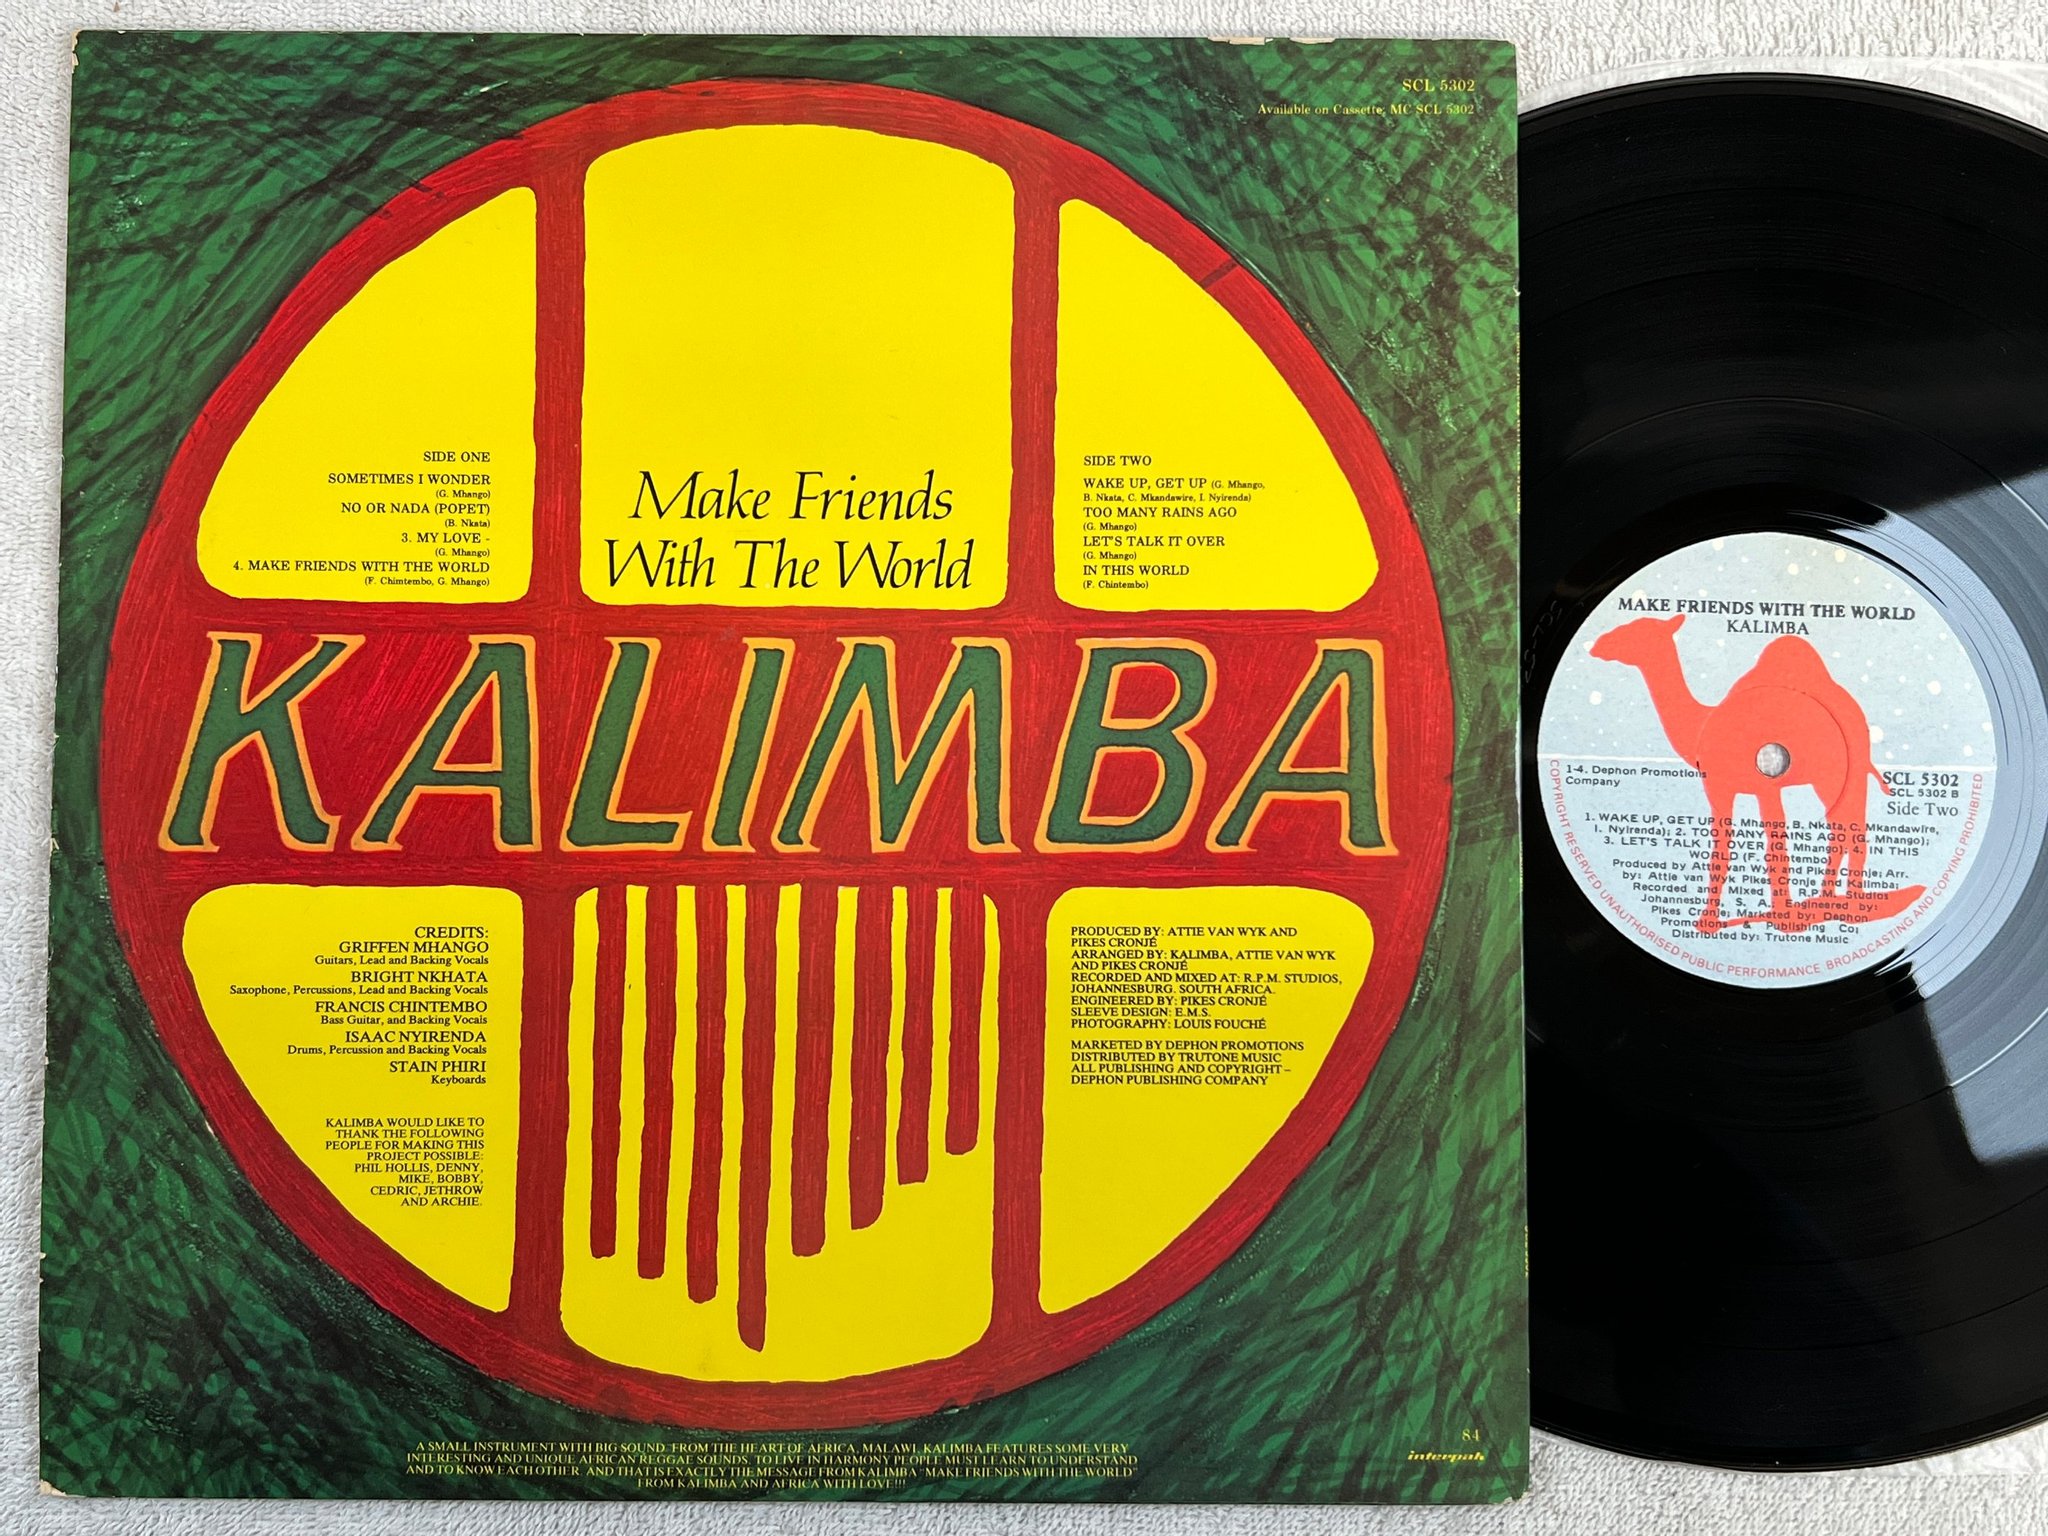 SCL 5302
Available on Cassette, MC SCL 5302
SIDE ONE
SOMETIMES I WONDER
(G. Mhango)
NO OR NADA (POPET)
(B. Nkata)
3. MY LOVE -
(G. Mhango)
4. MAKE FRIENDS WITH THE WORLD
(F. Chimtembo, G. Mhango)
Make Friends
With The World
SIDE TWO
WAKE UP, GET UP (G. Mhango,
B. Nkata, C. Mkandawire, I. Nyirenda)
TOO MANY RAINS AGO
(G. Mhango)
LET'S TALK IT OVER
(G. Mhango)
IN THIS WORLD
(F. Chintembo)
KALIMBA
CREDITS:
GRIFFEN MHANGO
Guitars, Lead and Backing Vocals
BRIGHT NKHATA
Saxophone, Percussions, Lead and Backing Vocals
FRANCIS CHINTEMBO
Bass Guitar, and Backing Vocals
ISAAC NYIRENDA
Drums, Percussion and Backing Vocals
STAIN PHIRI
Keyboards
KALIMBA WOULD LIKE TO
THANK THE FOLLOWING
PEOPLE FOR MAKING THIS
PROJECT POSSIBLE:
PHIL HOLLIS, DENNY,
MIKE, BOBBY,
CEDRIC, JETHROW
AND ARCHIE.
PRODUCED BY: ATTIE VAN WYK AND
PIKES CRONJÉ
ARRANGED BY: KALIMBA, ATTIE VAN WYK
AND PIKES CRONJÉ
RECORDED AND MIXED AT: R.P.M. STUDIOS,
JOHANNESBURG. SOUTH AFRICA.
ENGINEERED BY: PIKES CRONJÉ
SLEEVE DESIGN: E.M.S.
PHOTOGRAPHY: LOUIS FOUCHÉ
MARKETED BY DEPHON PROMOTIONS
DISTRIBUTED BY TRUTONE MUSIC
ALL PUBLISHING AND COPYRIGHT –
DEPHON PUBLISHING COMPANY
A SMALL INSTRUMENT WITH BIG SOUND. FROM THE HEART OF AFRICA, MALAWI, KALIMBA FEATURES SOME VERY
INTERESTING AND UNIQUE AFRICAN REGGAE SOUNDS. TO LIVE IN HARMONY PEOPLE MUST LEARN TO UNDERSTAND
AND TO KNOW EACH OTHER. AND THAT IS EXACTLY THE MESSAGE FROM KALIMBA "MAKE FRIENDS WITH THE WORLD"
FROM KALIMBA AND AFRICA WITH LOVE!!!
84
interpak
MAKE FRIENDS WITH THE WORLD
KALIMBA
1-4. Dephon Promotions
Company
SCL 5302
SCL 5302 B
Side Two
1. WAKE UP, GET UP (G. Mhango, B. Nkata, C. Mkandawire,
I. Nyirenda); 2. TOO MANY RAINS AGO (G. Mhango);
3. LET'S TALK IT OVER (G. Mhango); 4. IN THIS
WORLD (F. Chintembo)
Produced by Attie van Wyk and Pikes Cronje; Arr.
by: Attie van Wyk Pikes Cronje and Kalimba;
Recorded and Mixed at: R.P.M. Studios
Johannesburg, S. A.; Engineered by:
Pikes Cronje; Marketed by: Dephon
Promotions & Publishing Co;
Distributed by: Trutone Music
COPYRIGHT RESERVED UNAUTHORISED PUBLIC PERFORMANCE BROADCASTING AND COPYING PROHIBITED